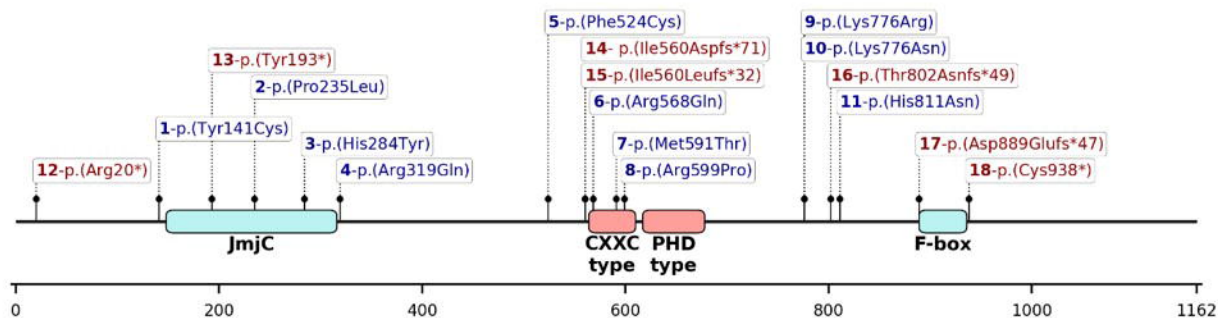 5-p.(Phe524Cys)
9-p.(Lys776Arg)
14- p.(Ile560Aspfs*71)
10-p.(Lys776Asn)
13-p.(Tyr193*)
15-p.(Ile560Leufs*32)
16-p.(Thr802Asnfs*49)
2-p.(Pro235Leu)
6-p.(Arg568Gln)
11-p.(His811Asn)
1-p.(Tyr141Cys)
3-p.(His284Tyr)
7-p.(Met591Thr)
17-p.(Asp889Glufs*47)
12-p.(Arg20*)
4-p.(Arg319Gln)
8-p.(Arg599Pro)
18-p.(Cys938*)
JmjC
CXXC
type
PHD
type
F-box
0 200 400 600 800 1000 1162